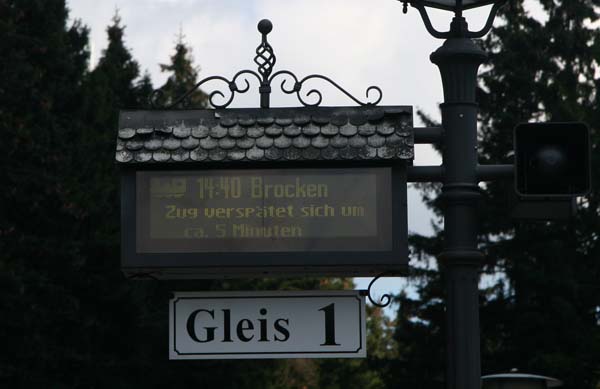 14:40 Brocken
Zug verspätet sich um
ca. 5 Minuten
Gleis 1